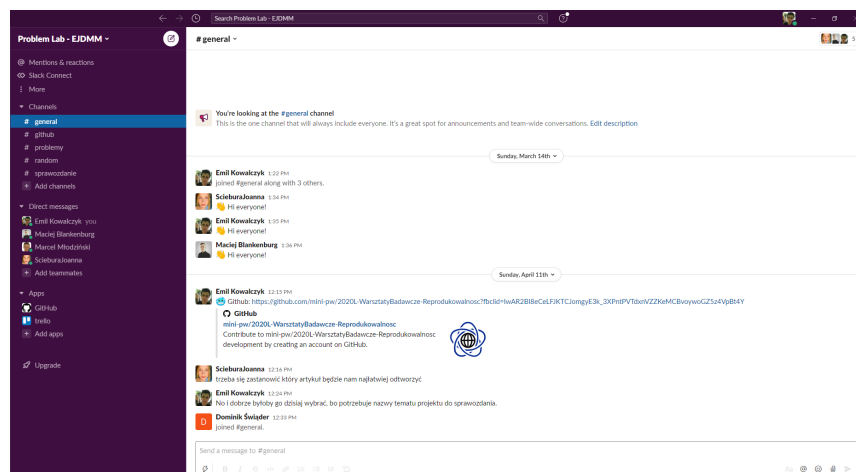 Search Problem Lab - EJDMM
Problem Lab - EJDMM
# general
Mentions & reactions
Slack Connect
More
Channels
# general
# github
# problemy
# random
# sprawozdanie
+ Add channels
Direct messages
Emil Kowalczyk you
Maciej Blankenburg
Marcel Młodziński
ScieburaJoanna
+ Add teammates
Apps
GitHub
trello
+ Add apps
Upgrade
You're looking at the #general channel
This is the one channel that will always include everyone. It's a great spot for announcements and team-wide conversations. Edit description
Sunday, March 14th
Emil Kowalczyk 1:22 PM
joined #general along with 3 others.
ScieburaJoanna 1:34 PM
👋 Hi everyone!
Emil Kowalczyk 1:35 PM
👋 Hi everyone!
Maciej Blankenburg 1:36 PM
👋 Hi everyone!
Sunday, April 11th
Emil Kowalczyk 12:15 PM
Github: https://github.com/mini-pw/2020L-WarsztatyBadawcze-Reprodukowalnosc?
GitHub
mini-pw/2020L-WarsztatyBadawcze-Reprodukowalnosc
Contribute to mini-pw/2020L-WarsztatyBadawcze-Reprodukowalnosc
development by creating an account on GitHub.
ScieburaJoanna 12:16 PM
trzeba się zastanowić który artykuł będzie nam najłatwiej odtworzyć
Emil Kowalczyk 12:24 PM
No i dobrze byłoby go dzisiaj wybrać, bo potrzebuje nazwy tematu projektu do sprawozdania.
D
Dominik Świąder 12:33 PM
joined #general.
Send a message to #general